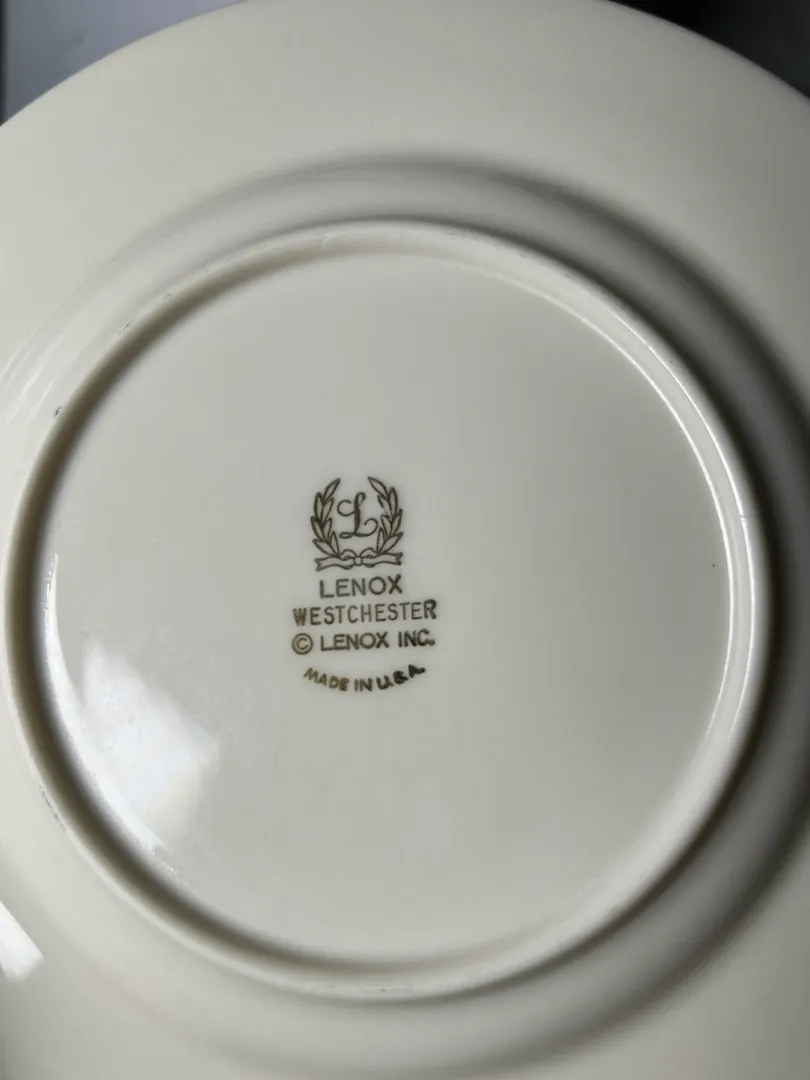 L
LENOX
WESTCHESTER
© LENOX INC.
MADE IN U.S.A.